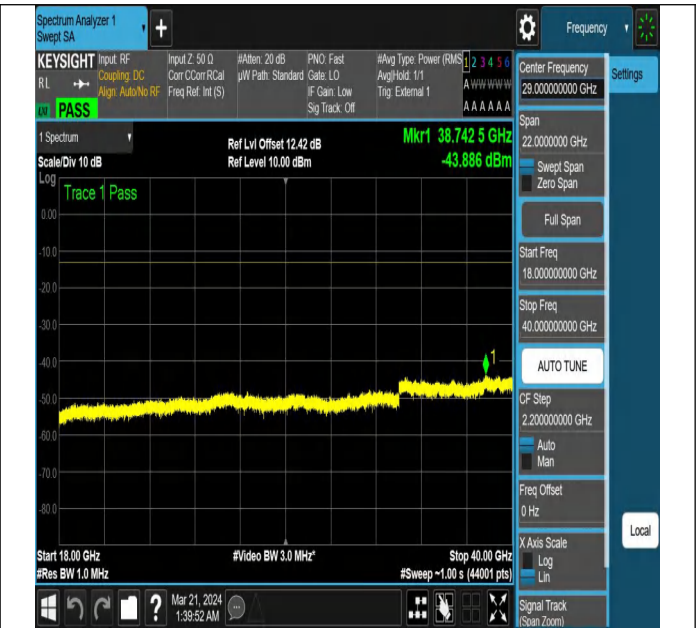 Spectrum Analyzer 1
Swept SA
+
Frequency
KEYSIGHT
RL
PASS
Input: RF
Coupling: DC
Align: Auto/No RF
Input Z: 50 Ω
Corr CCorr RCal
Freq Ref: Int (S)
#Atten: 20 dB
µW Path: Standard
PNO: Fast
Gate: LO
IF Gain: Low
Sig Track: Off
#Avg Type: Power (RMS
Avg|Hold: 1/1
Trig: External 1
1 2 3 4 5 6
A W W W W W
A A A A A A
1 Spectrum
Scale/Div 10 dB
Ref Lvl Offset 12.42 dB
Ref Level 10.00 dBm
Mkr1 38.742 5 GHz
-43.886 dBm
Log
Trace 1 Pass
0.00
-10.0
-20.0
-30.0
-40.0
-50.0
-60.0
-70.0
-80.0
1
Start 18.00 GHz
#Res BW 1.0 MHz
#Video BW 3.0 MHz*
Stop 40.00 GHz
#Sweep ~1.00 s (44001 pts)
Center Frequency
29.000000000 GHz
Settings
Span
22.0000000 GHz
Swept Span
Zero Span
Full Span
Start Freq
18.000000000 GHz
Stop Freq
40.000000000 GHz
AUTO TUNE
CF Step
2.200000000 GHz
Auto
Man
Freq Offset
0 Hz
X Axis Scale
Log
Lin
Local
Signal Track
(Span Zoom)
?
Mar 21, 2024
1:39:52 AM